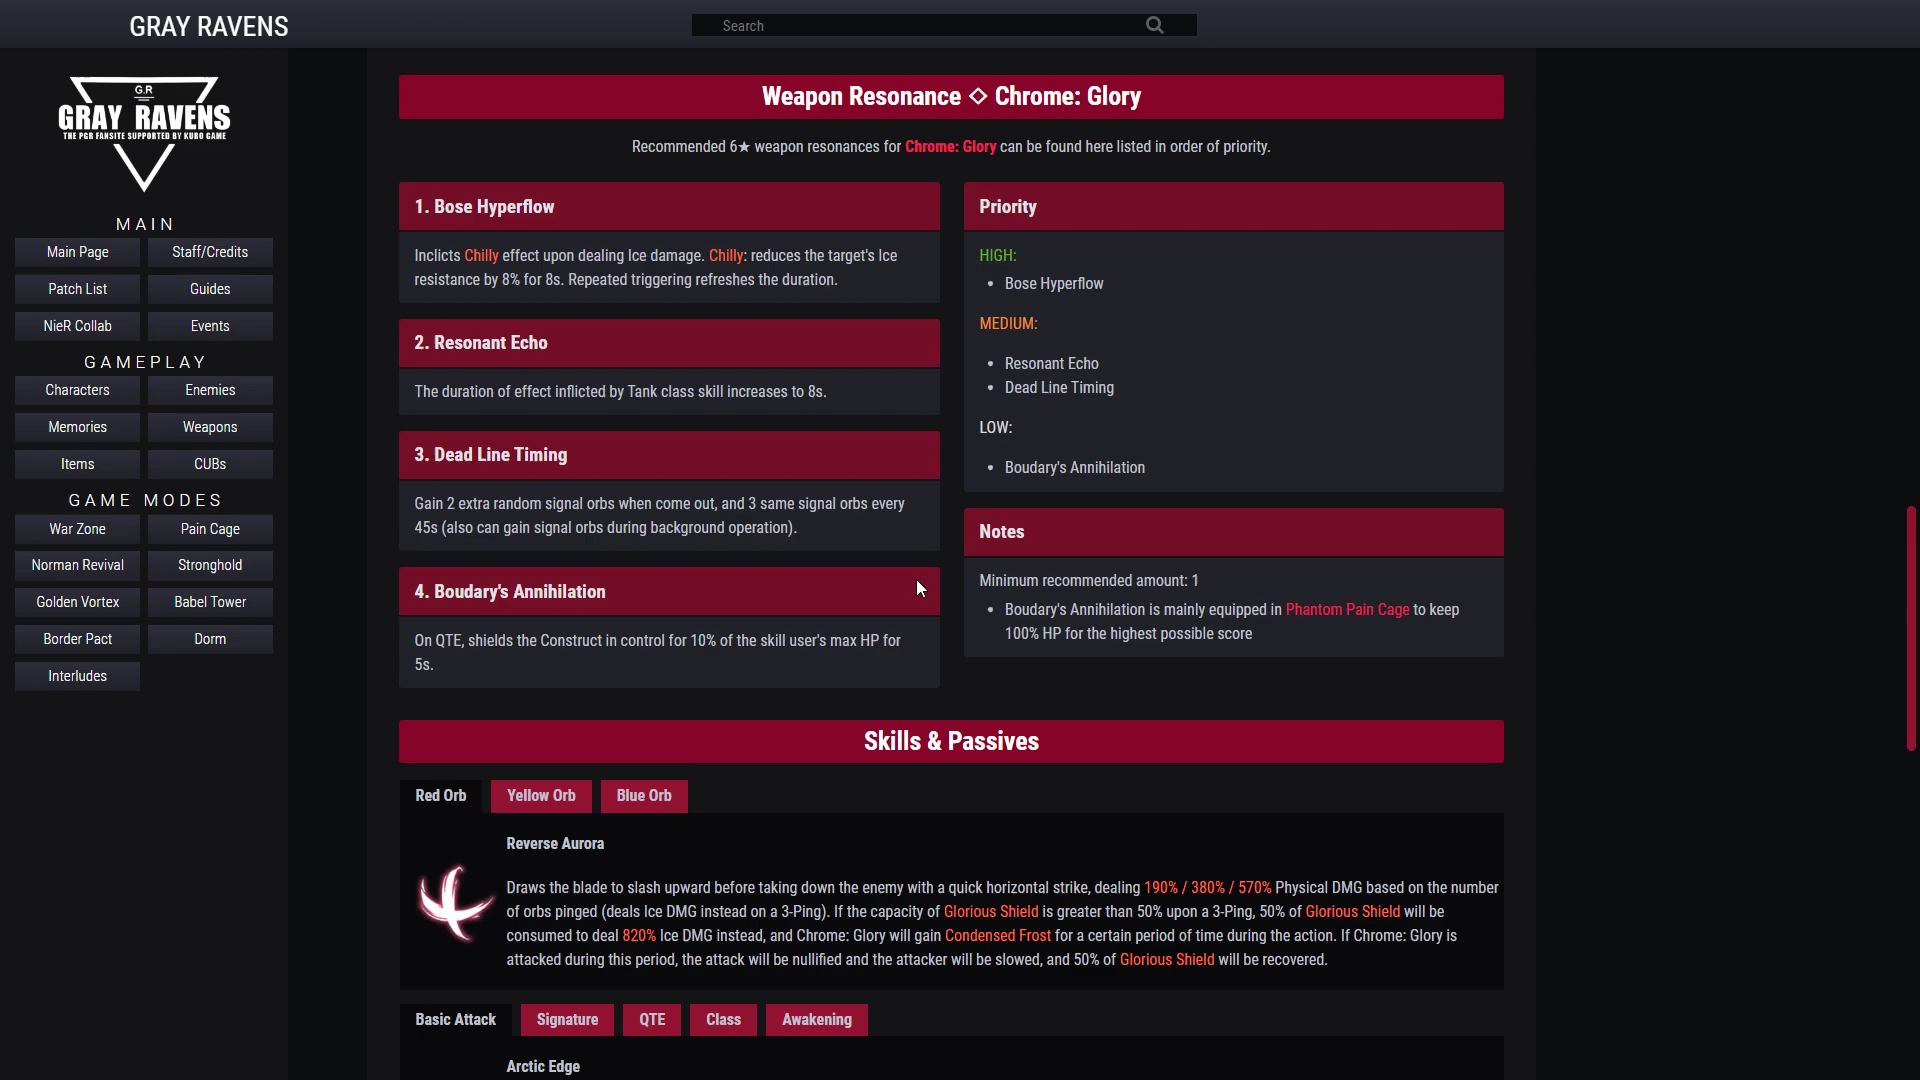 GRAY RAVENS
Search
G.R
GRAY RAVENS
THE PGR FANSITE SUPPORTED BY KURO GAME
MAIN
Main Page
Staff/Credits
Patch List
Guides
NieR Collab
Events
GAMEPLAY
Characters
Enemies
Memories
Weapons
Items
CUBs
GAME MODES
War Zone
Pain Cage
Norman Revival
Stronghold
Golden Vortex
Babel Tower
Border Pact
Dorm
Interludes
Weapon Resonance ◇ Chrome: Glory
Recommended 6★ weapon resonances for Chrome: Glory can be found here listed in order of priority.
1. Bose Hyperflow
Inclicts Chilly effect upon dealing Ice damage. Chilly: reduces the target's Ice
resistance by 8% for 8s. Repeated triggering refreshes the duration.
2. Resonant Echo
The duration of effect inflicted by Tank class skill increases to 8s.
3. Dead Line Timing
Gain 2 extra random signal orbs when come out, and 3 same signal orbs every
45s (also can gain signal orbs during background operation).
4. Boudary's Annihilation
On QTE, shields the Construct in control for 10% of the skill user's max HP for
5s.
Priority
HIGH:
• Bose Hyperflow
MEDIUM:
• Resonant Echo
• Dead Line Timing
LOW:
• Boudary's Annihilation
Notes
Minimum recommended amount: 1
• Boudary's Annihilation is mainly equipped in Phantom Pain Cage to keep
100% HP for the highest possible score
Skills & Passives
Red Orb
Yellow Orb
Blue Orb
Reverse Aurora
Draws the blade to slash upward before taking down the enemy with a quick horizontal strike, dealing 190% / 380% / 570% Physical DMG based on the number
of orbs pinged (deals Ice DMG instead on a 3-Ping). If the capacity of Glorious Shield is greater than 50% upon a 3-Ping, 50% of Glorious Shield will be
consumed to deal 820% Ice DMG instead, and Chrome: Glory will gain Condensed Frost for a certain period of time during the action. If Chrome: Glory is
attacked during this period, the attack will be nullified and the attacker will be slowed, and 50% of Glorious Shield will be recovered.
Basic Attack
Signature
QTE
Class
Awakening
Arctic Edge